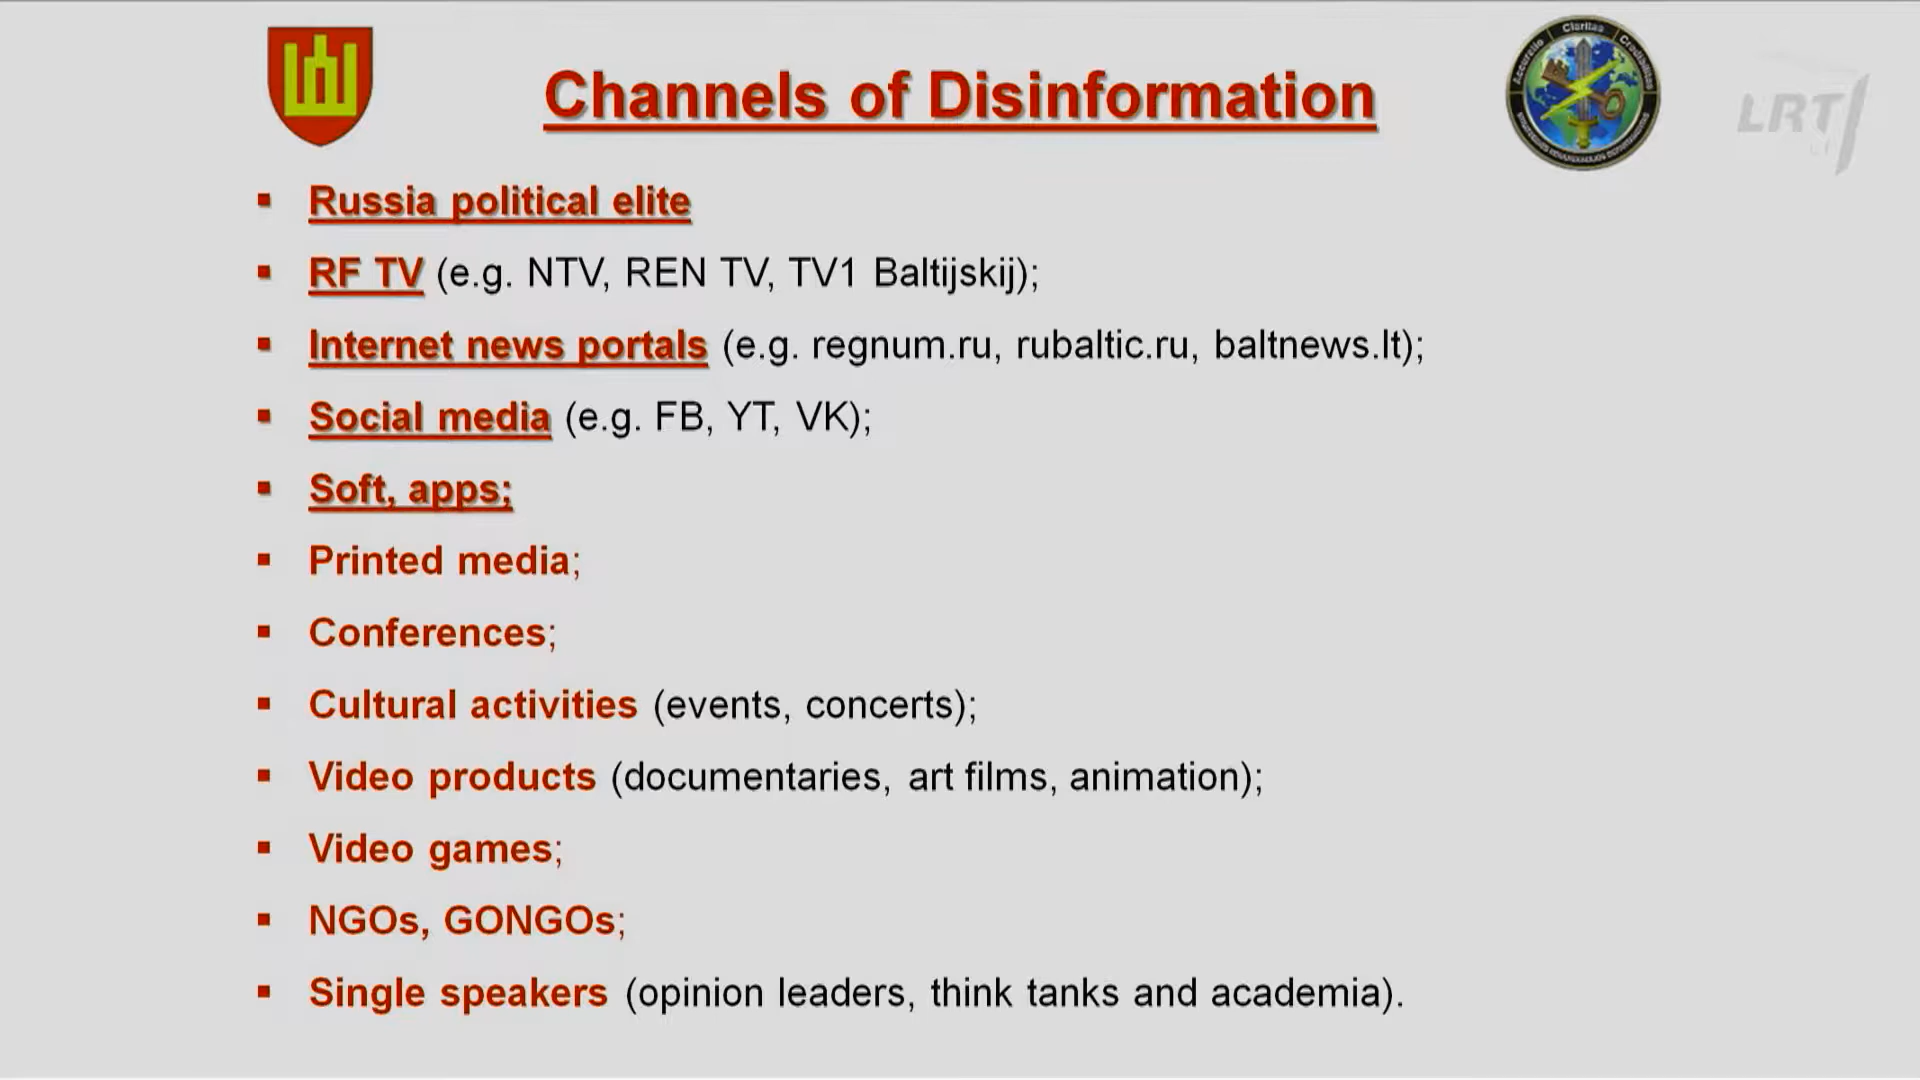 Channels of Disinformation
Claritas
Credibilitas
LRT
▪ Russia political elite
▪ RF TV (e.g. NTV, REN TV, TV1 Baltijskij);
▪ Internet news portals (e.g. regnum.ru, rubaltic.ru, baltnews.lt);
▪ Social media (e.g. FB, YT, VK);
▪ Soft, apps;
▪ Printed media;
▪ Conferences;
▪ Cultural activities (events, concerts);
▪ Video products (documentaries, art films, animation);
▪ Video games;
▪ NGOs, GONGOs;
▪ Single speakers (opinion leaders, think tanks and academia).